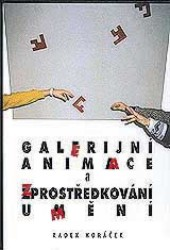 GALERIJNÍ
ANIMACE
a
ZPROSTŘEDKOVÁNÍ
UMĚNÍ
RADEK HORÁČEK